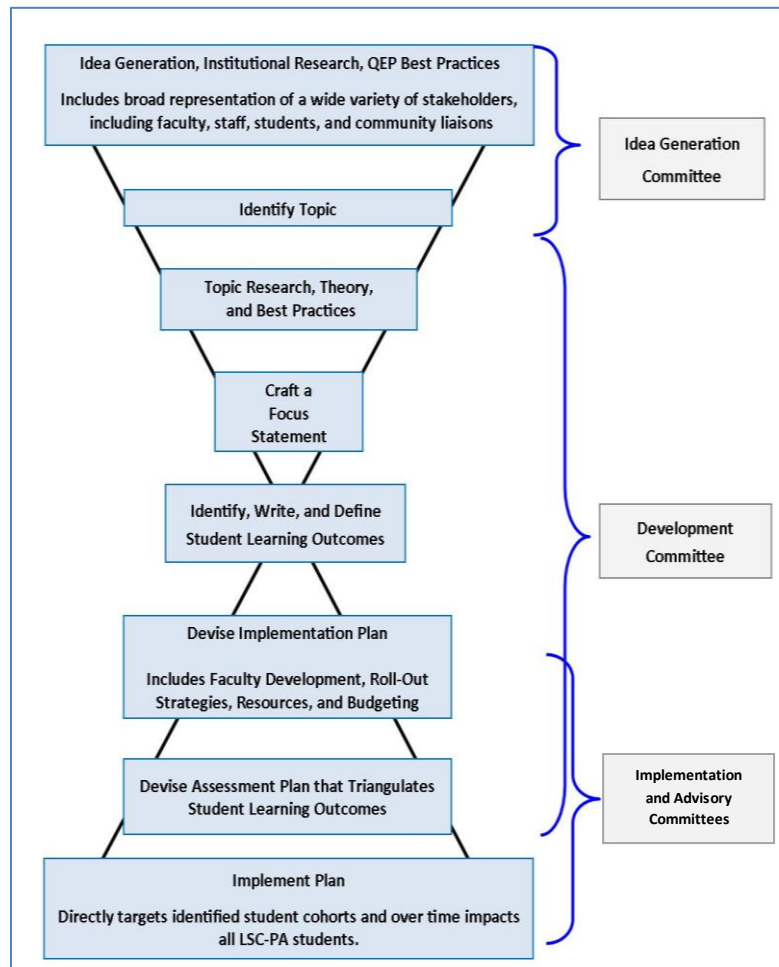 Idea Generation, Institutional Research, QEP Best Practices
Includes broad representation of a wide variety of stakeholders,
including faculty, staff, students, and community liaisons
Idea Generation
Committee
Identify Topic
Topic Research, Theory,
and Best Practices
Craft a
Focus
Statement
Identify, Write, and Define
Student Learning Outcomes
Development
Committee
Devise Implementation Plan
Includes Faculty Development, Roll-Out
Strategies, Resources, and Budgeting
Devise Assessment Plan that Triangulates
Student Learning Outcomes
Implementation
and Advisory
Committees
Implement Plan
Directly targets identified student cohorts and over time impacts
all LSC-PA students.